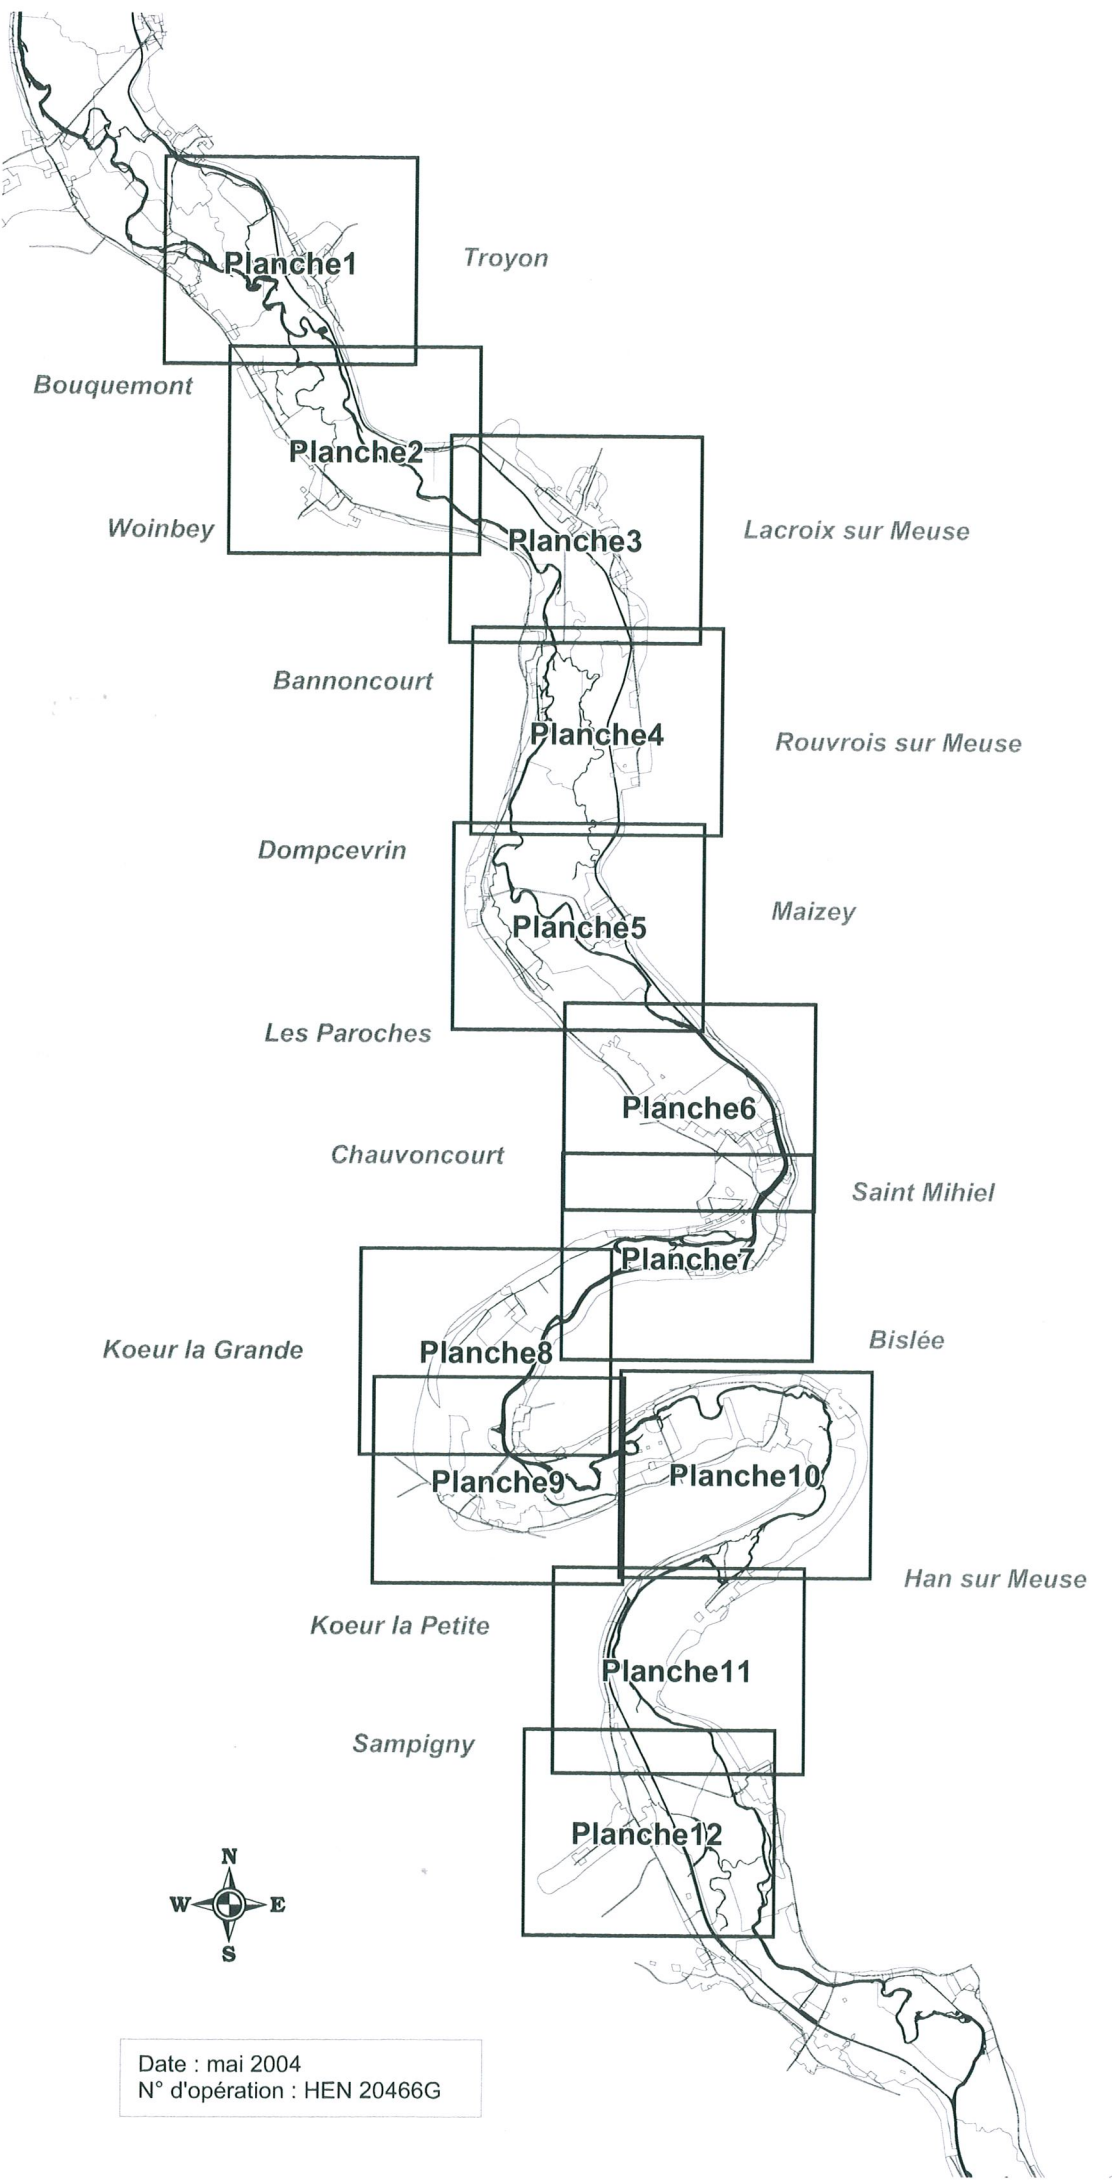 Planche1
Troyon
Bouquemont
Planche2
Woinbey
Planche3
Lacroix sur Meuse
Bannoncourt
Planche4
Rouvrois sur Meuse
Dompcevrin
Maizey
Planche5
Les Paroches
Planche6
Chauvoncourt
Saint Mihiel
Planche7
Bislée
Koeur la Grande
Planche8
Planche9
Planche10
Han sur Meuse
Koeur la Petite
Planche11
Sampigny
Planche12
N
W E
S
Date : mai 2004
N° d'opération : HEN 20466G